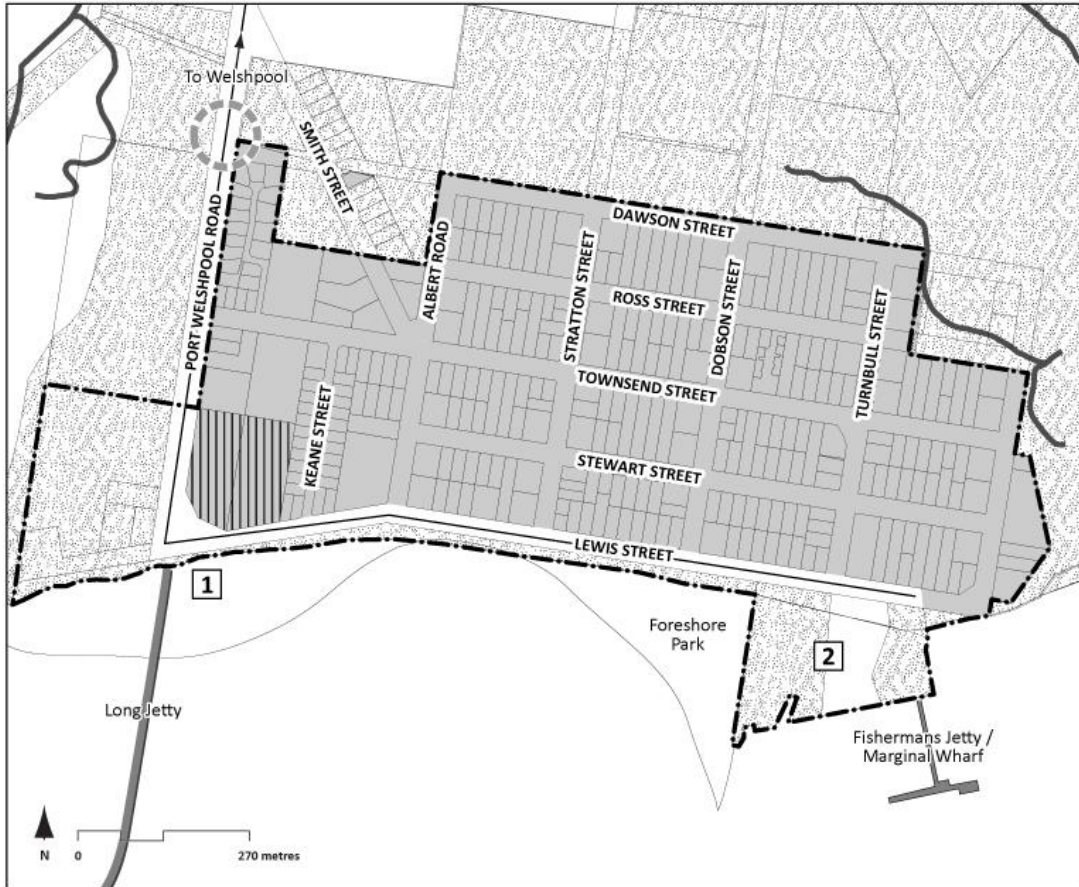 To Welshpool
SMITH STREET
PORT WELSHPOOL ROAD
ALBERT ROAD
DAWSON STREET
STRATTON STREET
ROSS STREET
DOBSON STREET
TURNBULL STREET
TOWNSEND STREET
KEANE STREET
STEWART STREET
LEWIS STREET
1
Foreshore
Park
2
Long Jetty
Fishermans Jetty /
Marginal Wharf
N
0
270 metres